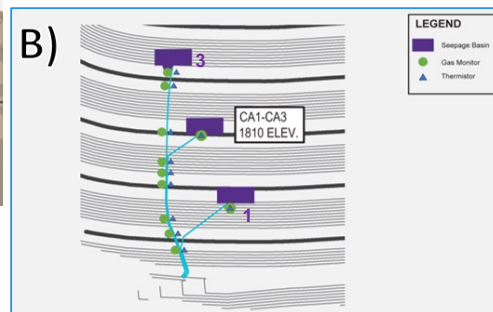 B)
LEGEND
Seepage Basin
Gas Monitor
Thermistor
3
CA1-CA3
1810 ELEV.
1